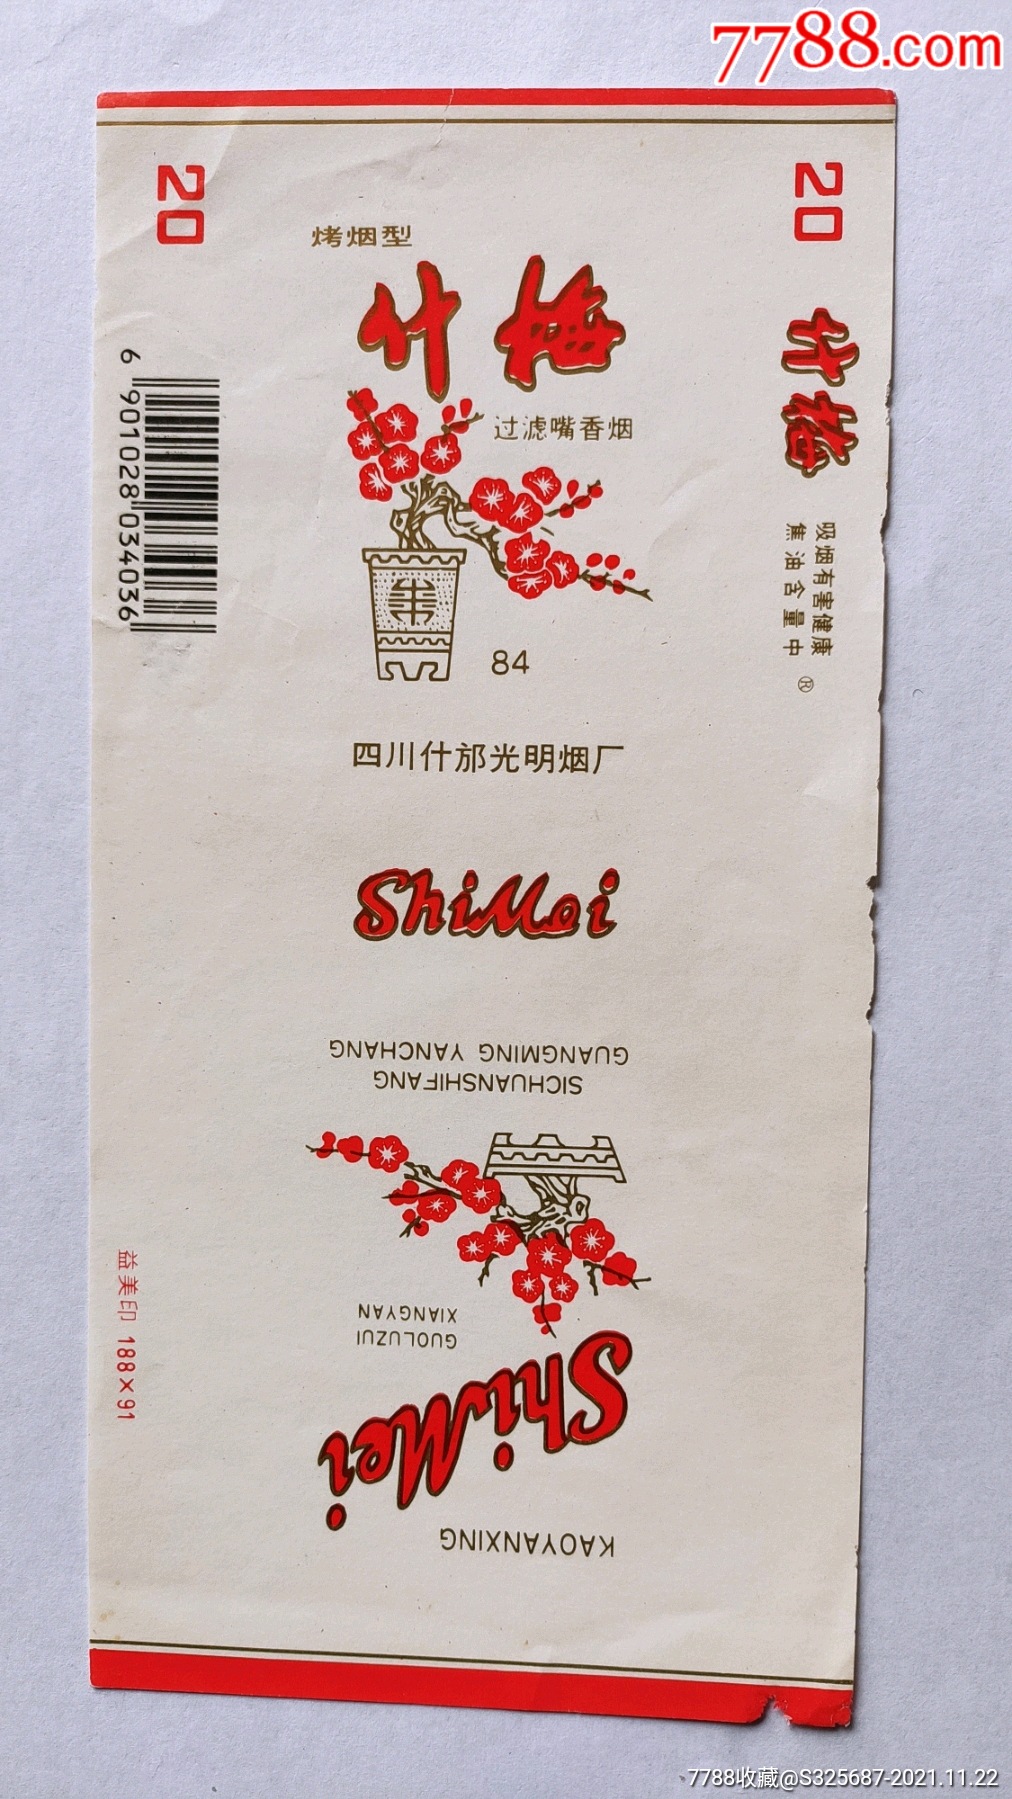 7788.com
20
20
烤烟型
什梅
什梅
过滤嘴香烟
吸烟有害健康
焦油含量中
®
6 901028 034036
84
四川什邡光明烟厂
ShiMei
SICHUANSHIFANG
GUANGMING YANCHANG
GUOLUZUI
XIANGYAN
ShiMei
KAOYANXING
益美印 188×91
7788收藏@S325687-2021.11.22